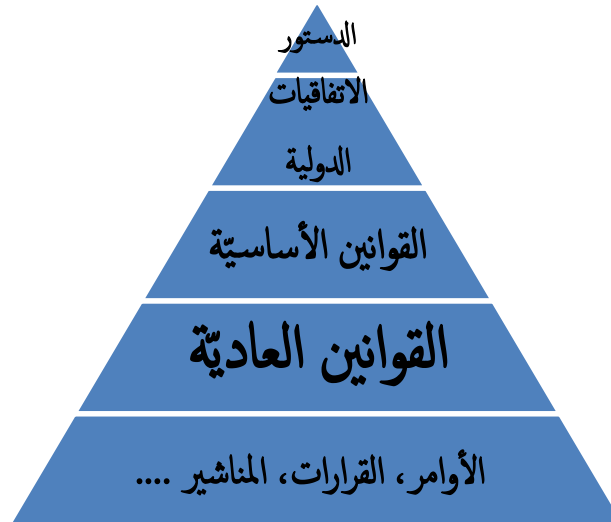 الدستور
الاتفاقيات
الدولية
القوانين الأساسيّة
القوانين العاديّة
الأوامر، القرارات، المناشير ....